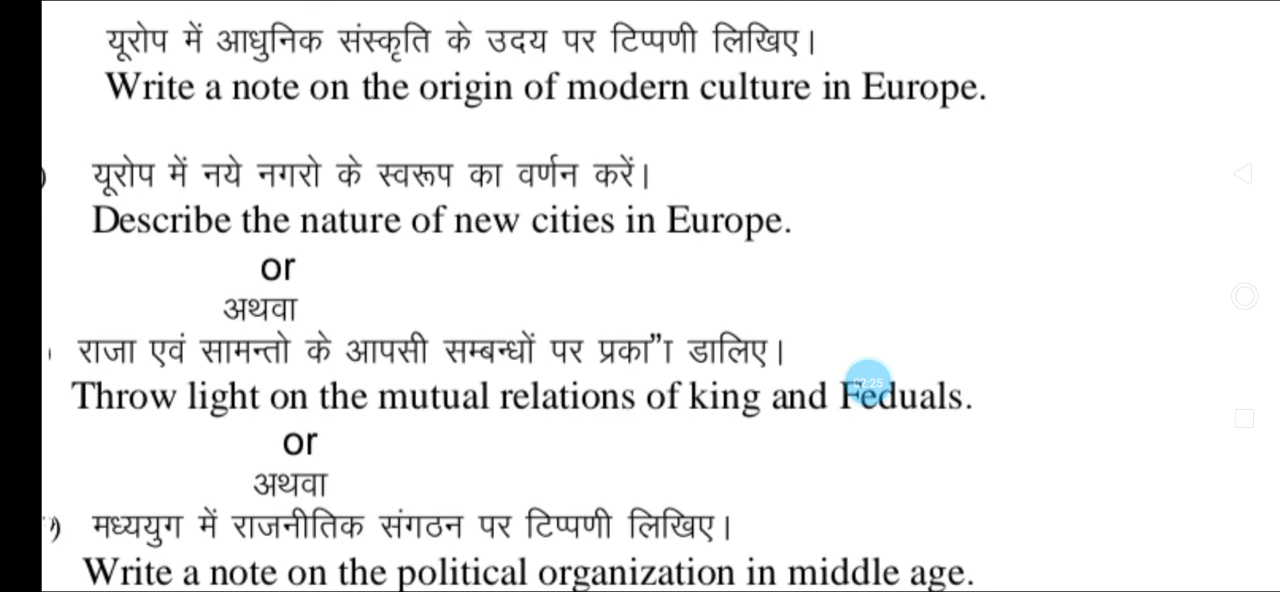 यूरोप में आधुनिक संस्कृति के उदय पर टिप्पणी लिखिए।
Write a note on the origin of modern culture in Europe.
) यूरोप में नये नगरो के स्वरूप का वर्णन करें।
Describe the nature of new cities in Europe.
or
अथवा
राजा एवं सामन्तो के आपसी सम्बन्धों पर प्रका”ा डालिए।
Throw light on the mutual relations of king and Feduals.
02:25
or
अथवा
) मध्ययुग में राजनीतिक संगठन पर टिप्पणी लिखिए।
Write a note on the political organization in middle age.